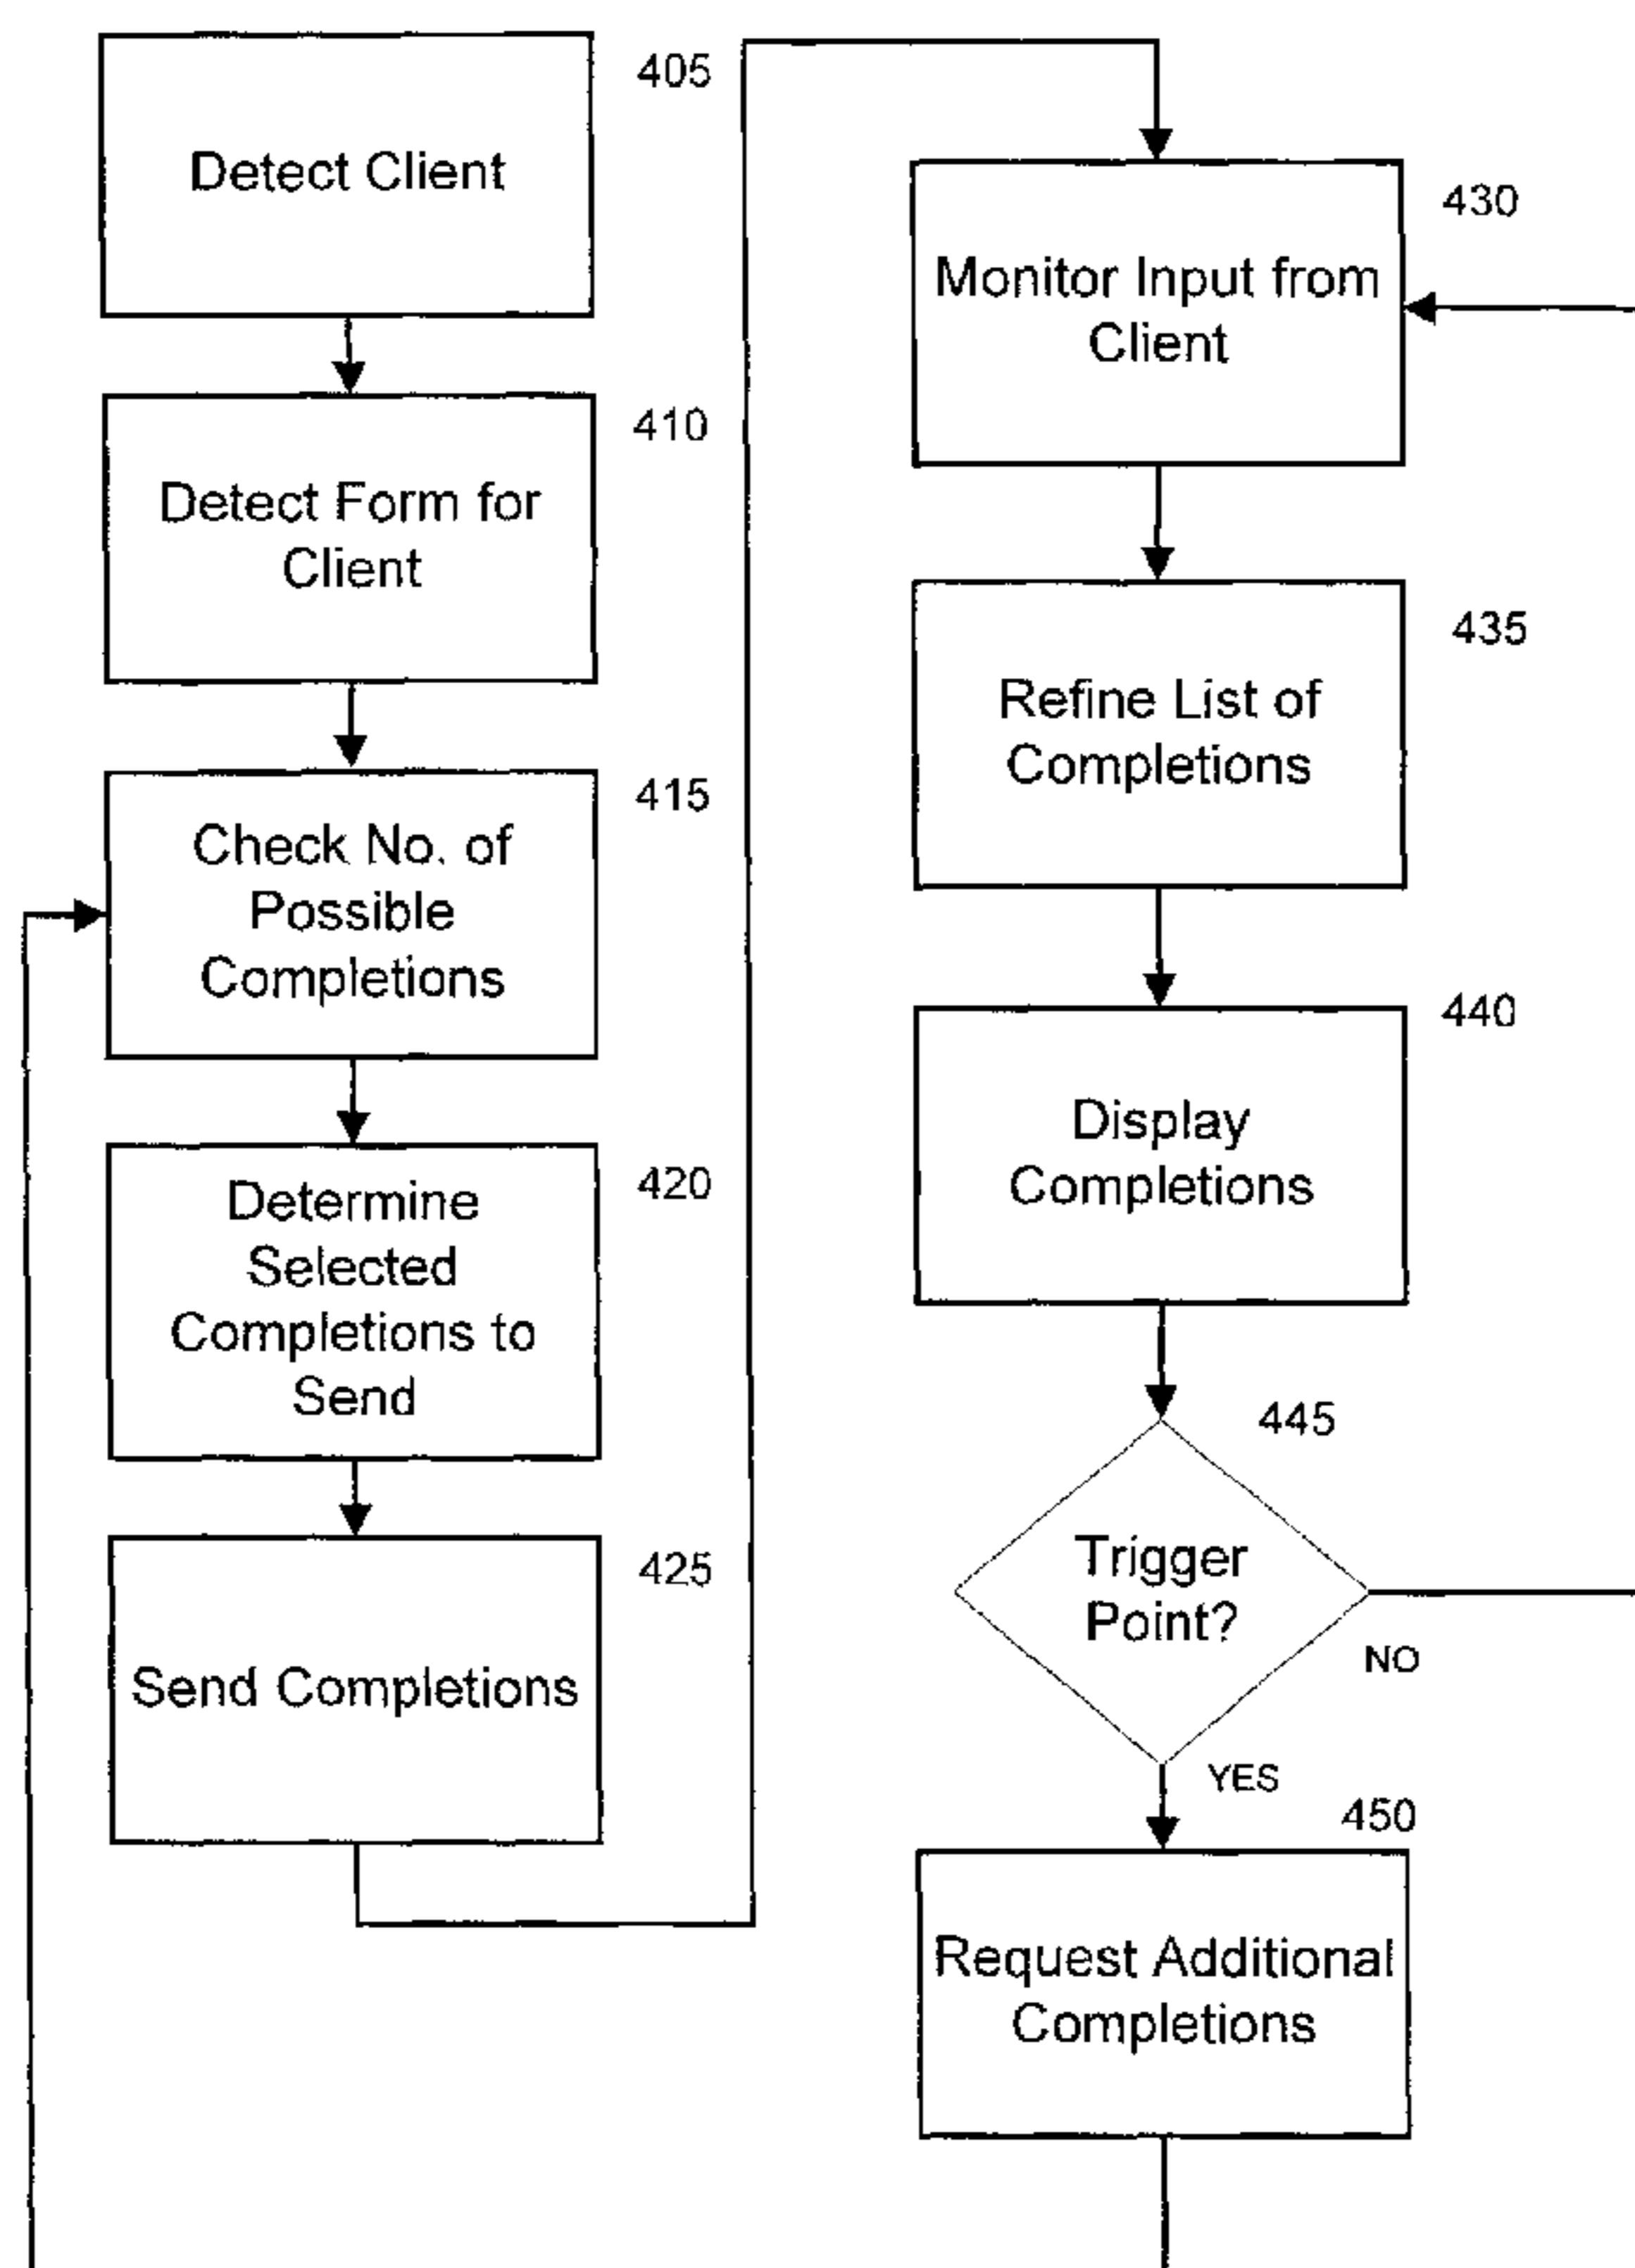 405
Detect Client
410
Detect Form for
Client
415
Check No. of
Possible
Completions
420
Determine
Selected
Completions to
Send
425
Send Completions
430
Monitor Input from
Client
435
Refine List of
Completions
440
Display
Completions
445
Trigger
Point?
NO
YES
450
Request Additional
Completions